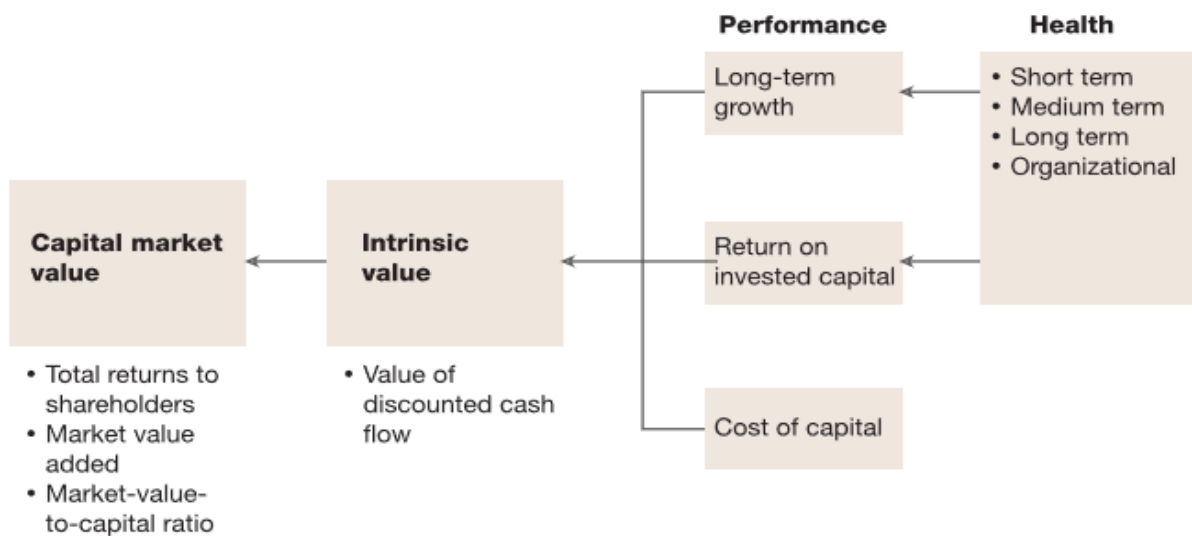 Performance
Health
Long-term
growth
• Short term
• Medium term
• Long term
• Organizational
Capital market
value
Intrinsic
value
Return on
invested capital
• Total returns to
shareholders
• Market value
added
• Market-value-
to-capital ratio
• Value of
discounted cash
flow
Cost of capital